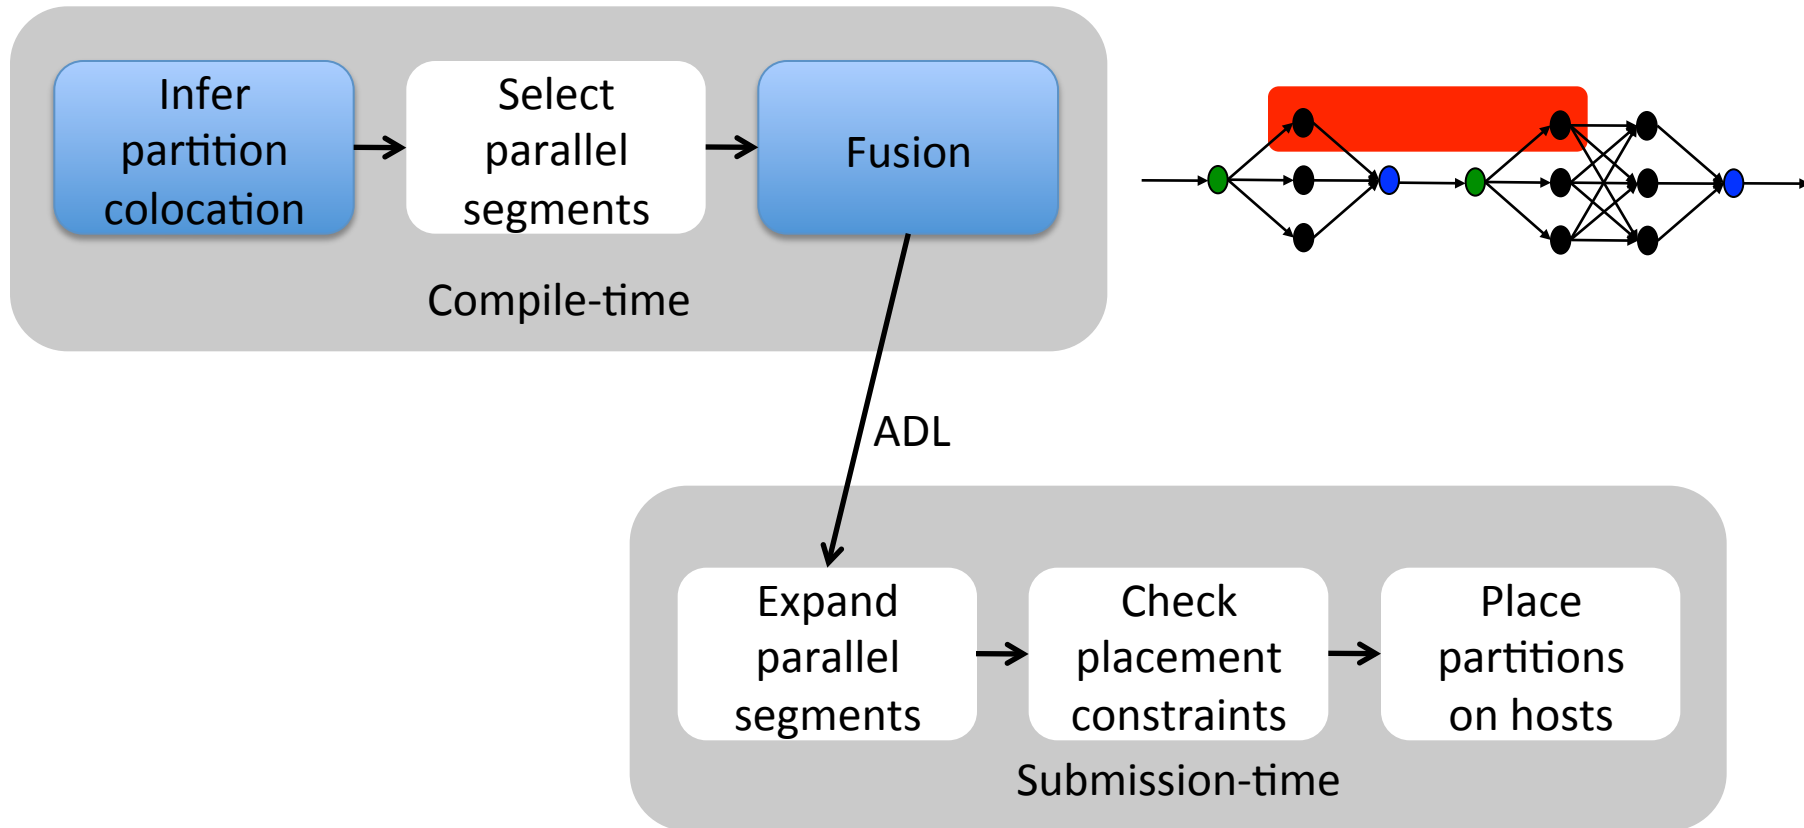 Infer
partition
colocation
Select
parallel
segments
Fusion
Compile-time
ADL
Expand
parallel
segments
Check
placement
constraints
Place
partitions
on hosts
Submission-time